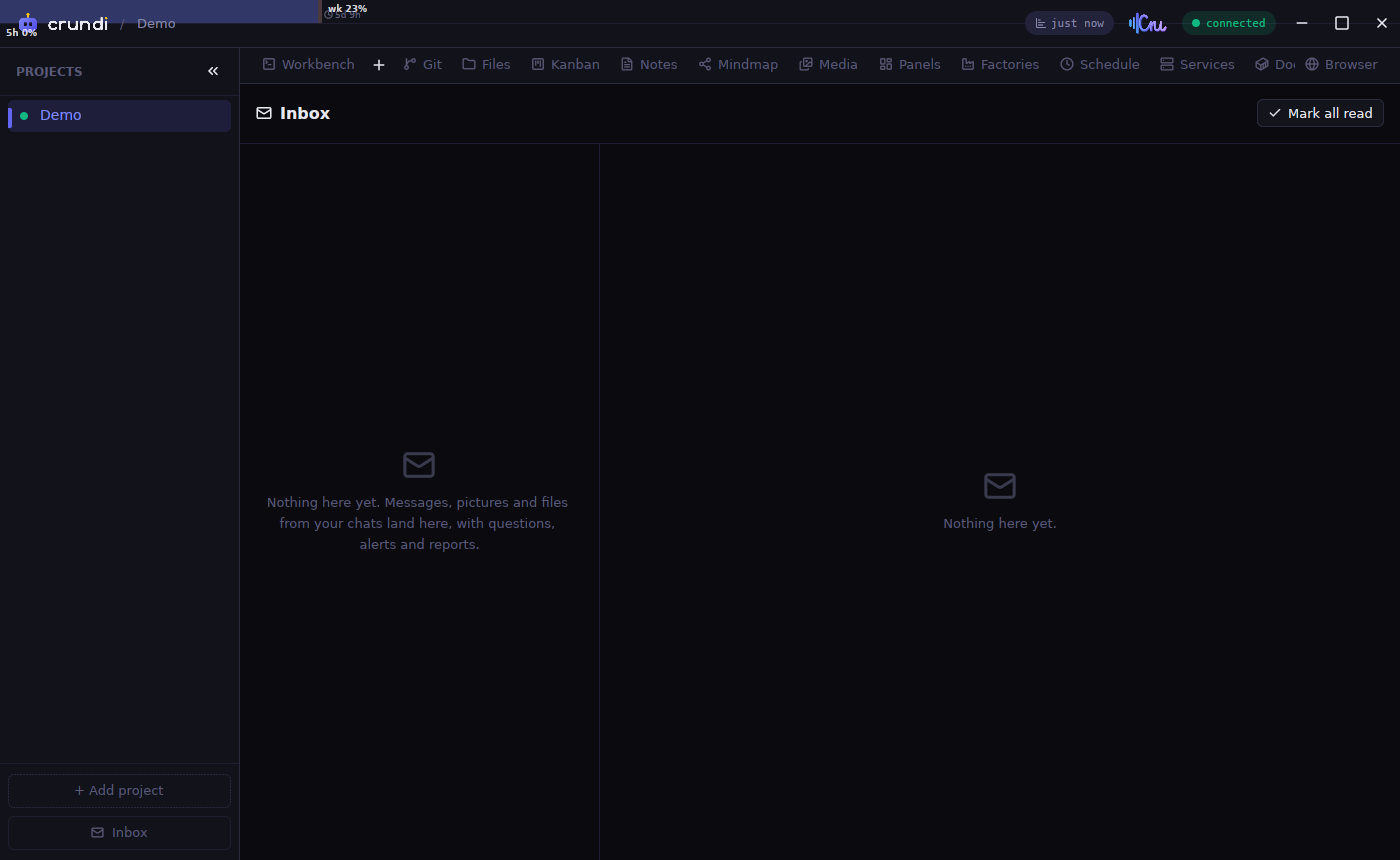 wk 23%
5d 9h
5h 0%
crundi / Demo
just now
Cru
connected
PROJECTS
Workbench
Git
Files
Kanban
Notes
Mindmap
Media
Panels
Factories
Schedule
Services
Do
Browser
Demo
Inbox
Mark all read
Nothing here yet. Messages, pictures and files
from your chats land here, with questions,
alerts and reports.
Nothing here yet.
+ Add project
Inbox